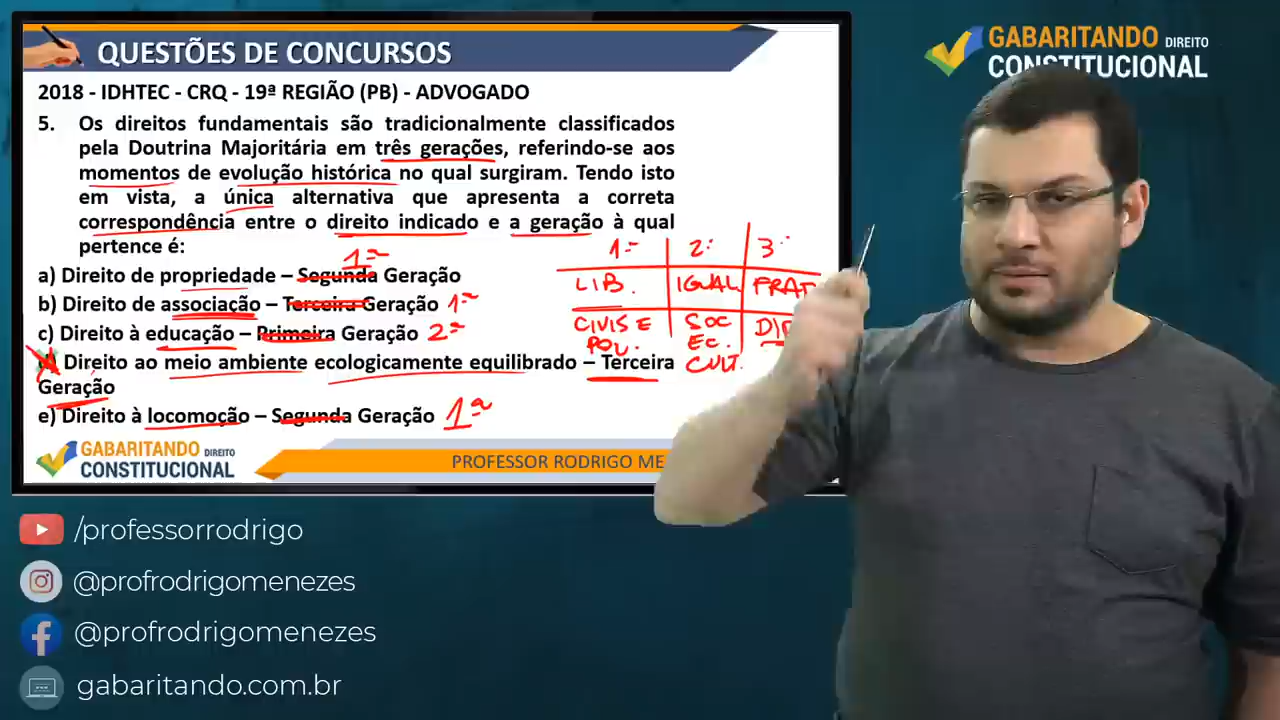 QUESTÕES DE CONCURSOS
GABARITANDO DIREITO
CONSTITUCIONAL
2018 - IDHTEC - CRQ - 19ª REGIÃO (PB) - ADVOGADO
5. Os direitos fundamentais são tradicionalmente classificados
pela Doutrina Majoritária em três gerações, referindo-se aos
momentos de evolução histórica no qual surgiram. Tendo isto
em vista, a única alternativa que apresenta a correta
correspondência entre o direito indicado e a geração à qual
pertence é:
1ª 2ª 3ª
LIB. IGUAL FRAT
CIVIS E SOC DIF
POL. EC.
CULT.
1ª
a) Direito de propriedade – Segunda Geração
b) Direito de associação – Terceira Geração 1ª
c) Direito à educação – Primeira Geração 2ª
Direito ao meio ambiente ecologicamente equilibrado – Terceira
Geração
e) Direito à locomoção – Segunda Geração 1ª
GABARITANDO DIREITO
CONSTITUCIONAL
PROFESSOR RODRIGO ME
/professorrodrigo
@profrodrigomenezes
@profrodrigomenezes
gabaritando.com.br